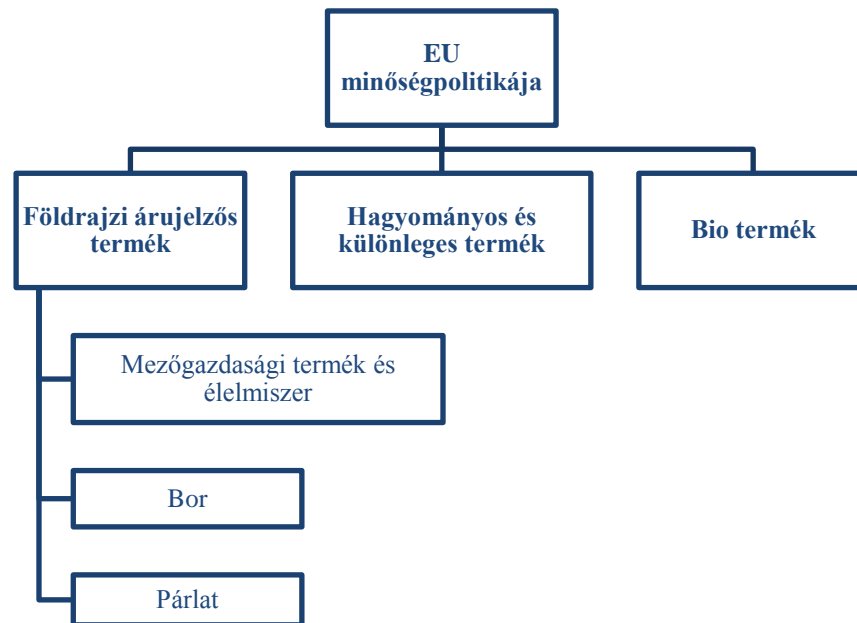 EU
minőségpolitikája
Földrajzi árujelzős
termék
Hagyományos és
különleges termék
Bio termék
Mezőgazdasági termék és
élelmiszer
Bor
Párlat